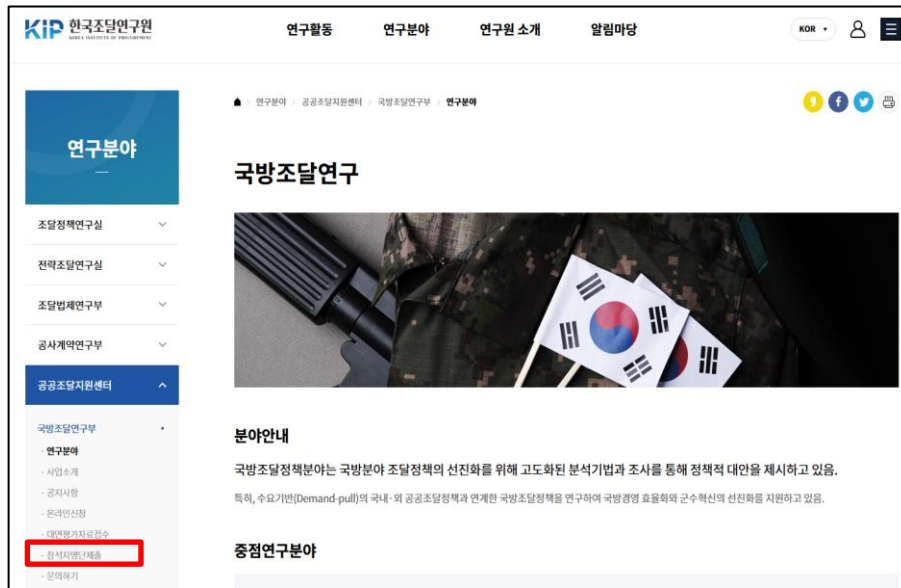 KIP 한국조달연구원
KOREA INSTITUTE OF PROCUREMENT
연구활동 연구분야 연구원 소개 알림마당
KOR
연구분야 > 공공조달지원센터 > 국방조달연구부 > 연구분야
연구분야
조달정책연구실
전략조달연구실
조달법제연구부
공사계약연구부
공공조달지원센터
국방조달연구부
· 연구분야
· 사업소개
· 공지사항
· 온라인신청
· 대면평가자료접수
· 참석자명단제출
· 문의하기
국방조달연구
분야안내
국방조달정책분야는 국방분야 조달정책의 선진화를 위해 고도화된 분석기법과 조사를 통해 정책적 대안을 제시하고 있음.
특히, 수요기반(Demand-pull)의 국내·외 공공조달정책과 연계한 국방조달정책을 연구하여 국방경영 효율화와 군수혁신의 선진화를 지원하고 있음.
중점연구분야